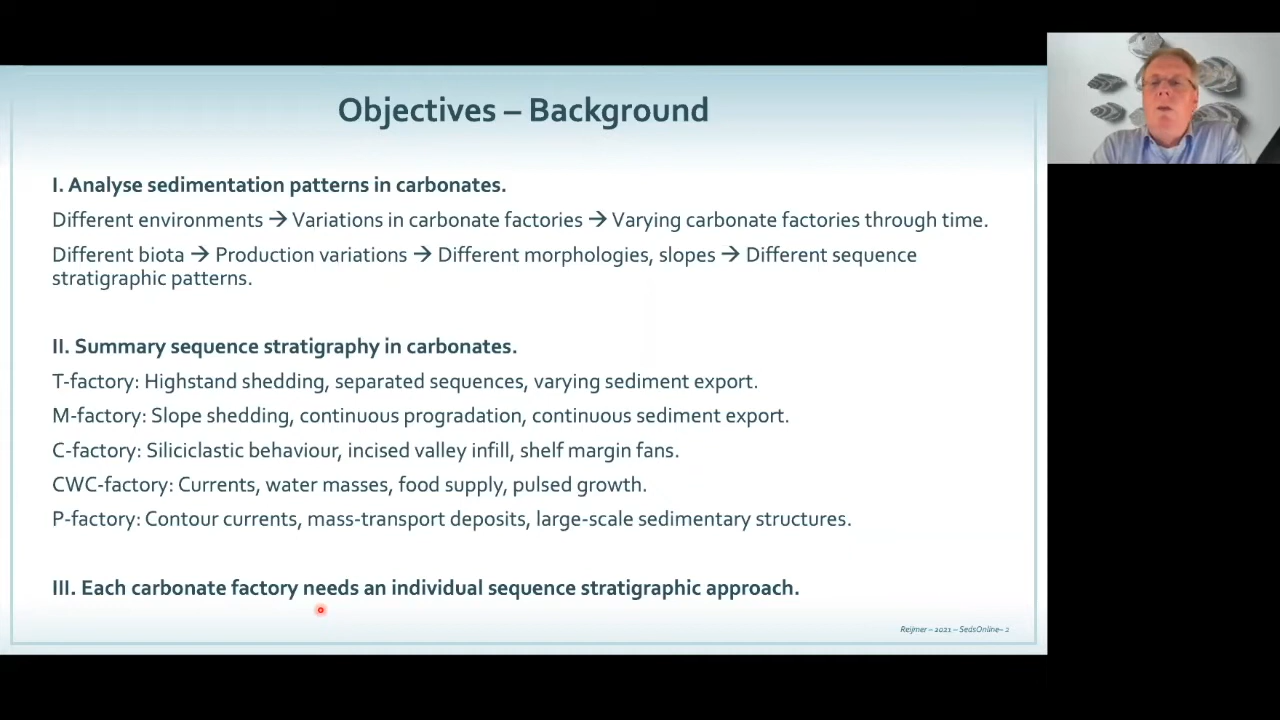 Objectives – Background
I. Analyse sedimentation patterns in carbonates.
Different environments → Variations in carbonate factories → Varying carbonate factories through time.
Different biota → Production variations → Different morphologies, slopes → Different sequence
stratigraphic patterns.
II. Summary sequence stratigraphy in carbonates.
T-factory: Highstand shedding, separated sequences, varying sediment export.
M-factory: Slope shedding, continuous progradation, continuous sediment export.
C-factory: Siliciclastic behaviour, incised valley infill, shelf margin fans.
CWC-factory: Currents, water masses, food supply, pulsed growth.
P-factory: Contour currents, mass-transport deposits, large-scale sedimentary structures.
III. Each carbonate factory needs an individual sequence stratigraphic approach.
Reijmer – 2021 – SedsOnline– 2